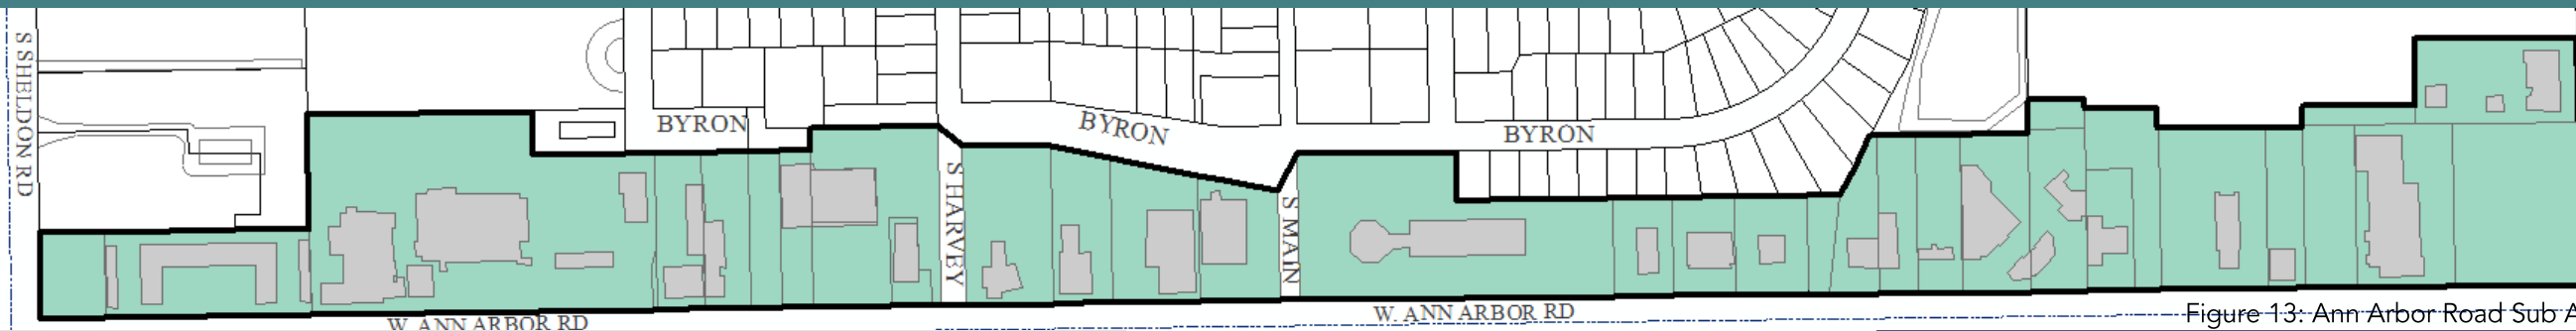 S SHELDON RD
BYRON
BYRON
BYRON
S HARVEY
S MAIN
W. ANN ARBOR RD
W. ANN ARBOR RD
Figure 13: Ann Arbor Road Sub A